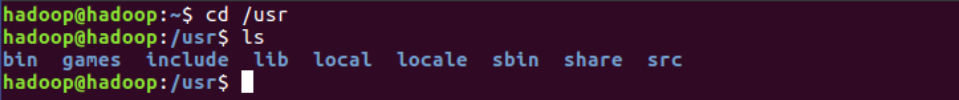 hadoop@hadoop:~$ cd /usr
hadoop@hadoop:/usr$ ls
bin  games  include  lib  local  locale  sbin  share  src
hadoop@hadoop:/usr$